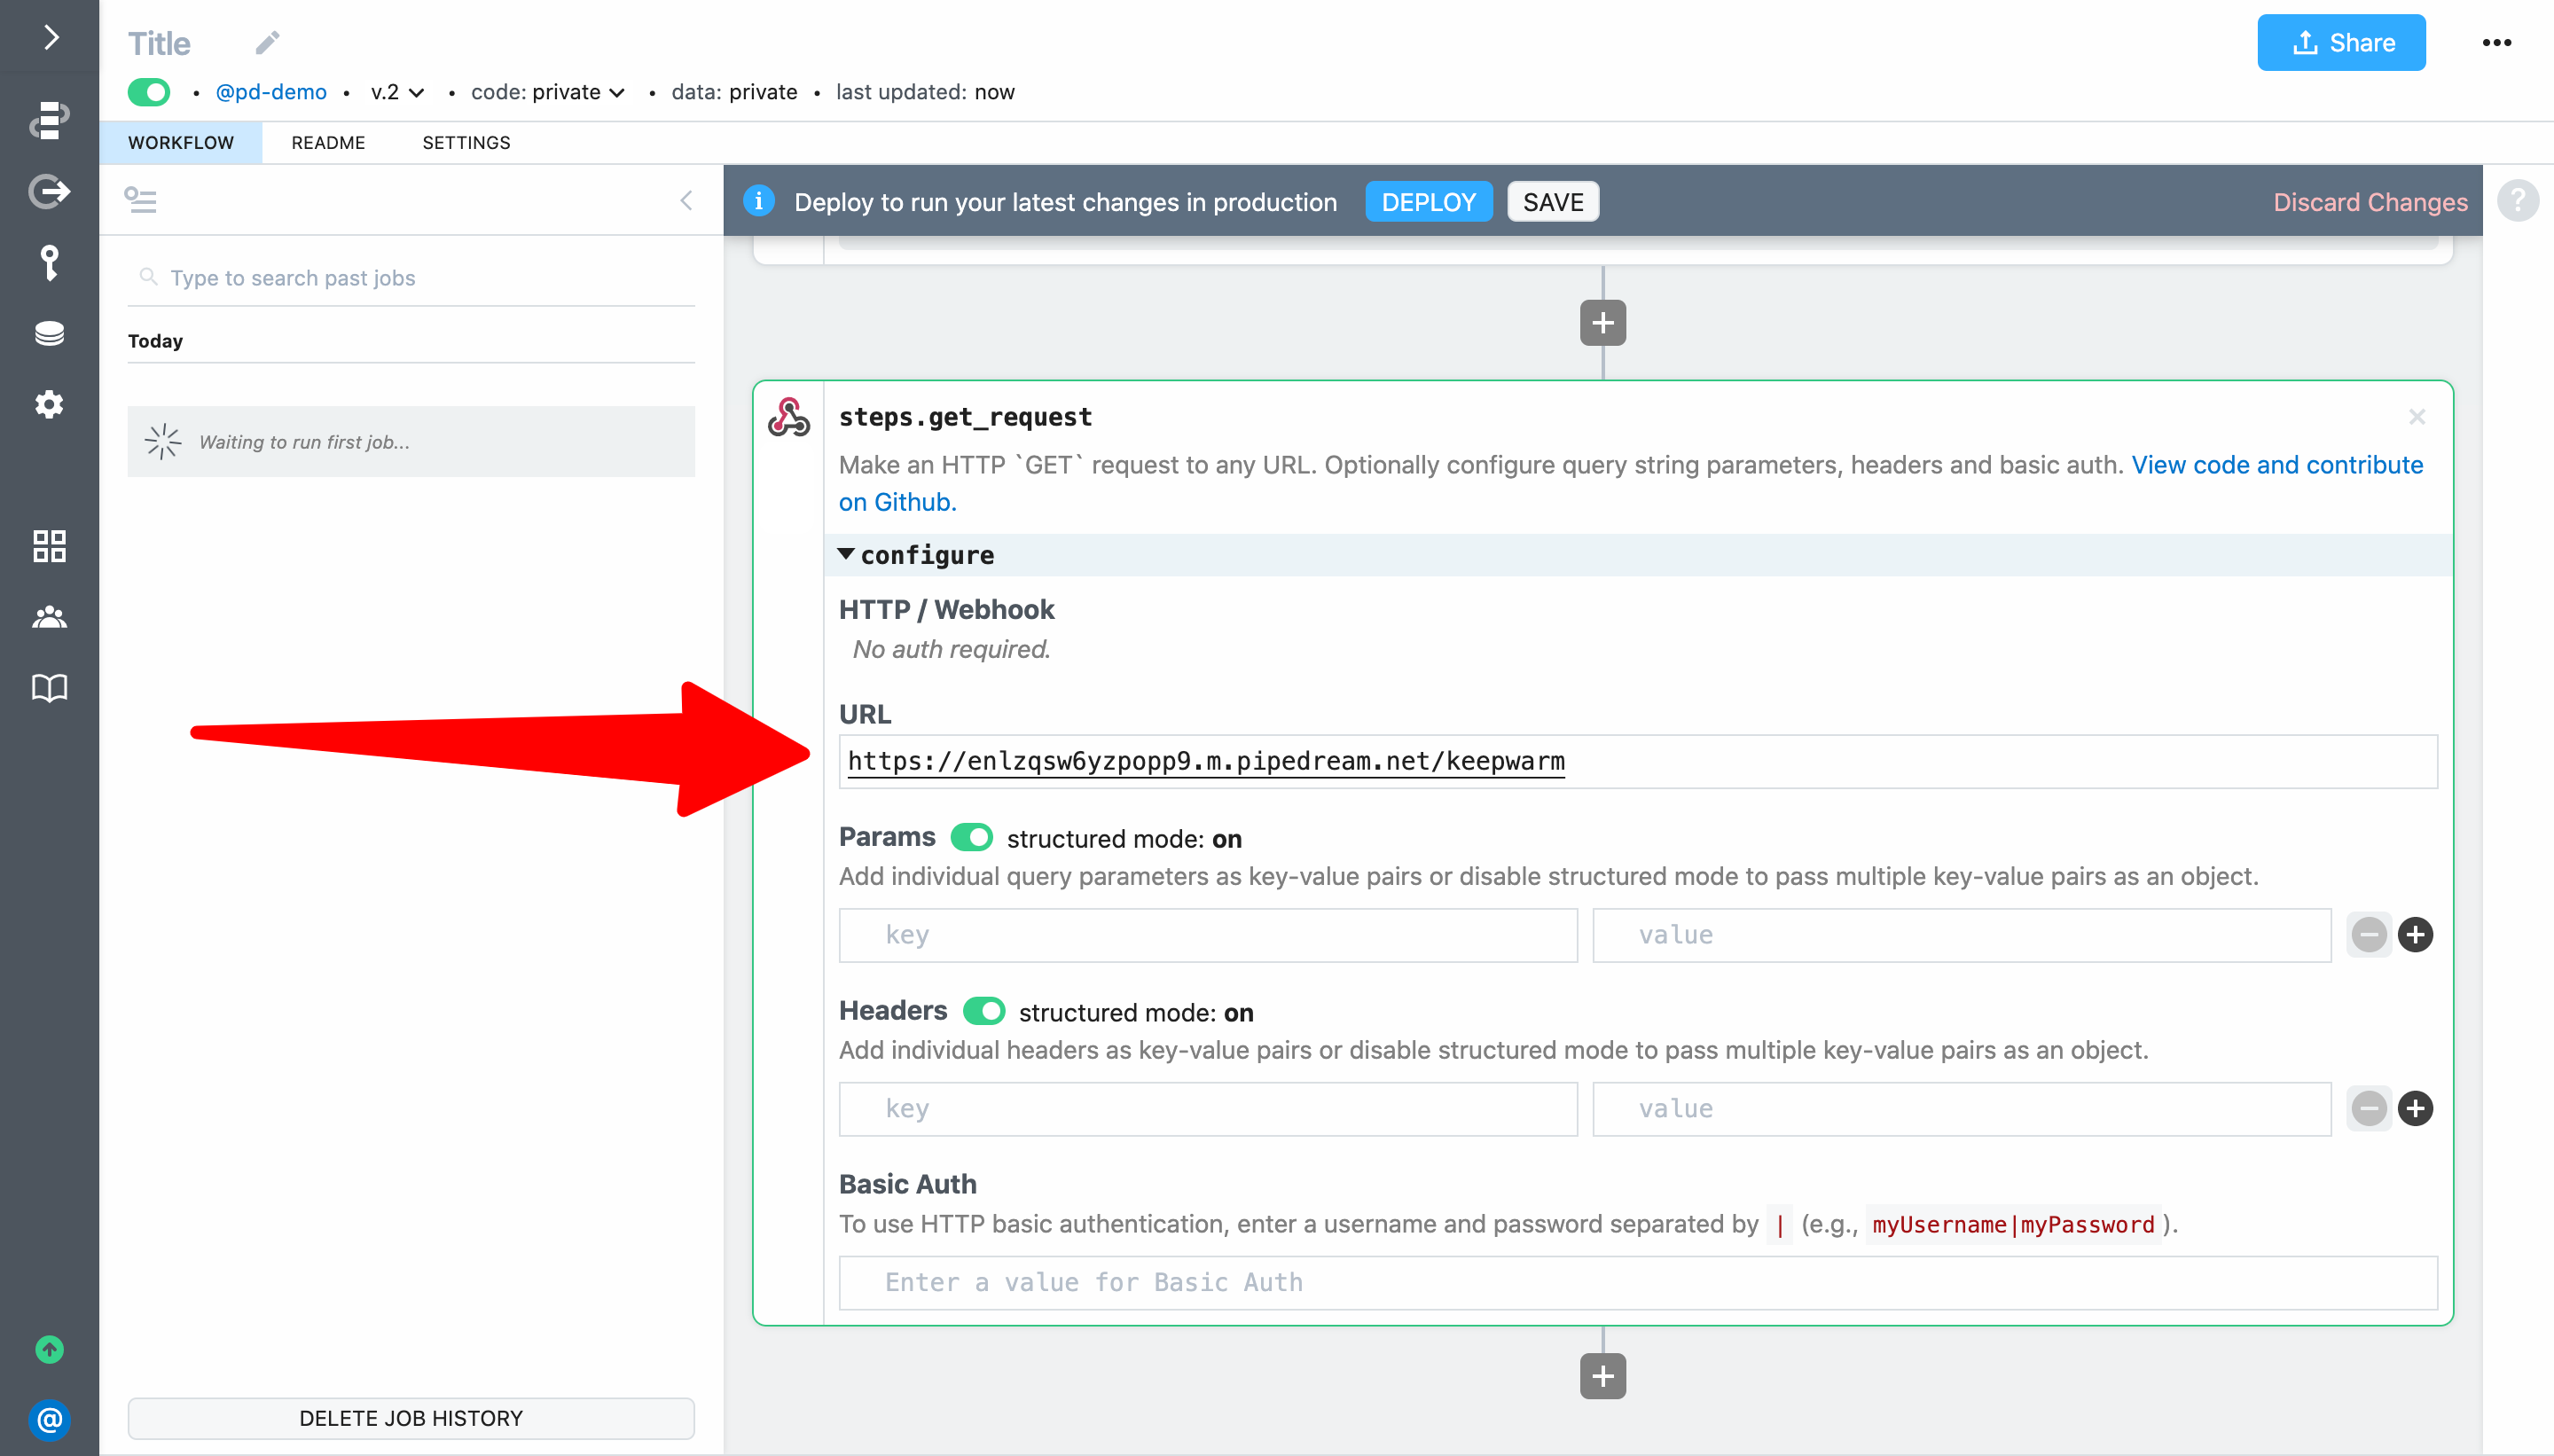 Title
Share
•••
• @pd-demo • v.2 • code: private • data: private • last updated: now
WORKFLOW README SETTINGS
i Deploy to run your latest changes in production DEPLOY SAVE Discard Changes ?
Type to search past jobs
Today
Waiting to run first job...
DELETE JOB HISTORY
@
steps.get_request
Make an HTTP `GET` request to any URL. Optionally configure query string parameters, headers and basic auth. View code and contribute
on Github.
configure
HTTP / Webhook
No auth required.
URL
https://enlzqsw6yzpopp9.m.pipedream.net/keepwarm
Params structured mode: on
Add individual query parameters as key-value pairs or disable structured mode to pass multiple key-value pairs as an object.
key value
Headers structured mode: on
Add individual headers as key-value pairs or disable structured mode to pass multiple key-value pairs as an object.
key value
Basic Auth
To use HTTP basic authentication, enter a username and password separated by | (e.g., myUsername|myPassword).
Enter a value for Basic Auth